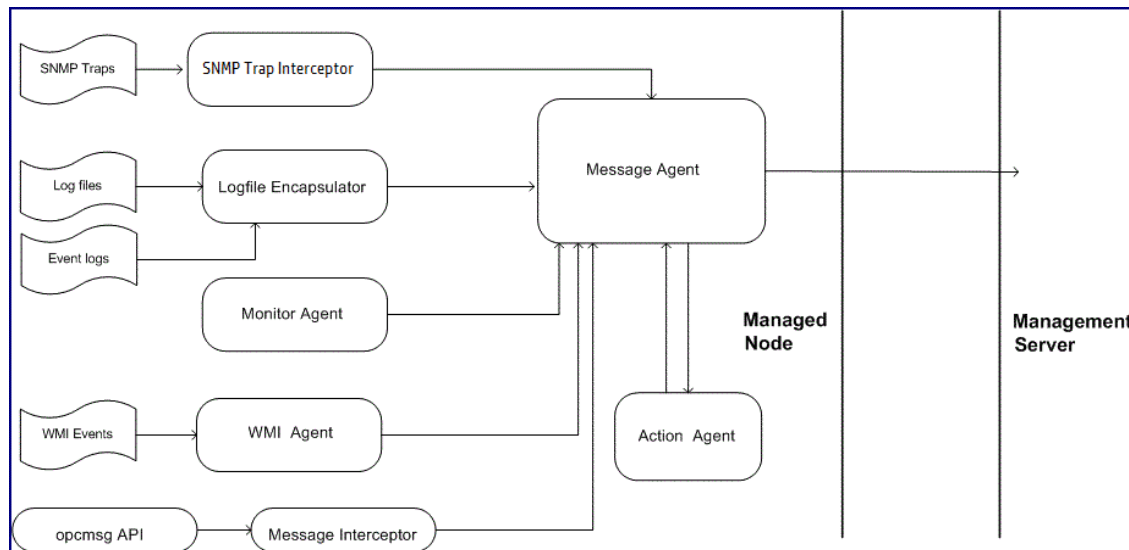 SNMP Traps
SNMP Trap Interceptor
Message Agent
Log files
Logfile Encapsulator
Event logs
Monitor Agent
Managed
Node
Management
Server
WMI Events
WMI Agent
Action Agent
opcmsg API
Message Interceptor